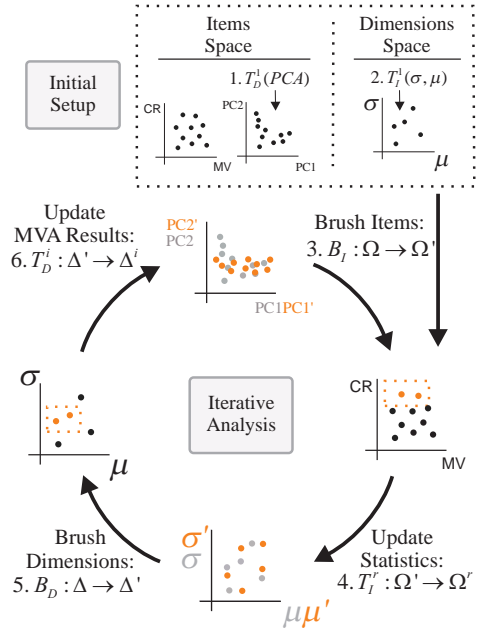 Items
Space
Dimensions
Space
Initial
Setup
1. T_D^1(PCA)
2. T_I^1(σ, μ)
CR
MV
PC2
PC1
σ
μ
Update
MVA Results:
6. T_D^i : Δ' → Δ^i
PC2'
PC2
PC1PC1'
Brush Items:
3. B_I : Ω → Ω'
σ
μ
Iterative
Analysis
CR
MV
Brush
Dimensions:
5. B_D : Δ → Δ'
σ'
σ
μμ'
Update
Statistics:
4. T_I^r : Ω' → Ω^r